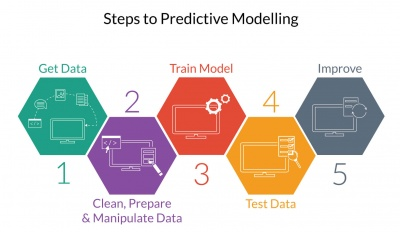 Steps to Predictive Modelling
Get Data
1
2
Clean, Prepare
& Manipulate Data
Train Model
3
4
Test Data
Improve
5